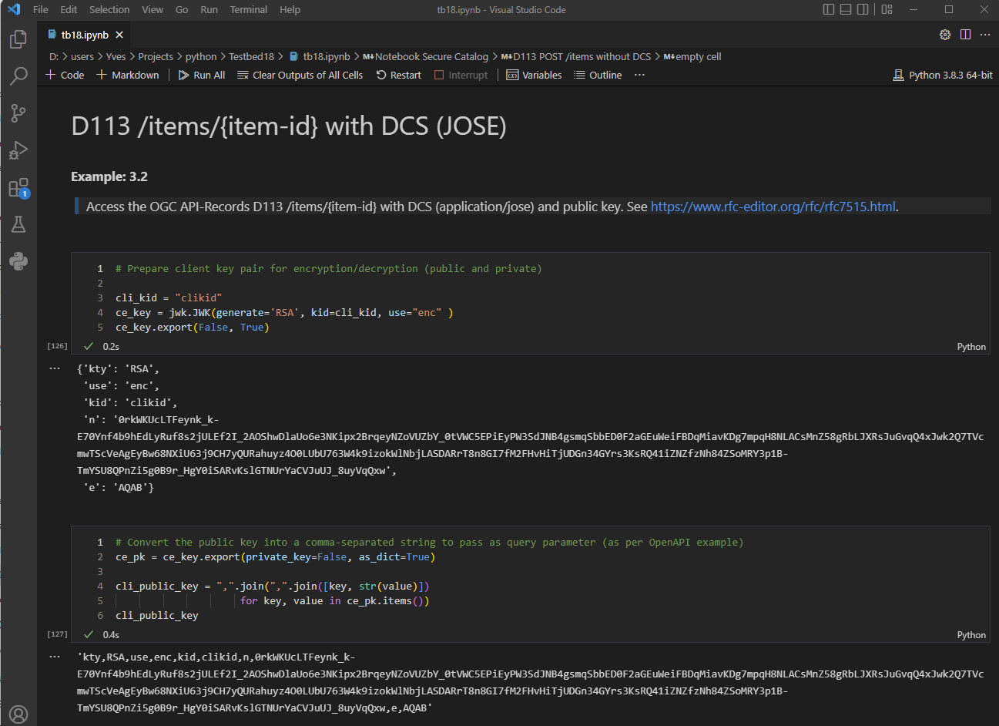 File Edit Selection View Go Run Terminal Help tb18.ipynb - Visual Studio Code
tb18.ipynb
D: > users > Yves > Projects > python > Testbed18 > tb18.ipynb > M↓Notebook Secure Catalog > M↓D113 POST /items without DCS > M↓empty cell
+ Code + Markdown Run All Clear Outputs of All Cells Restart Interrupt Variables Outline ... Python 3.8.3 64-bit
1
D113 /items/{item-id} with DCS (JOSE)
Example: 3.2
Access the OGC API-Records D113 /items/{item-id} with DCS (application/jose) and public key. See https://www.rfc-editor.org/rfc/rfc7515.html.
1 # Prepare client key pair for encryption/decryption (public and private)
2
3 cli_kid = "clikid"
4 ce_key = jwk.JWK(generate='RSA', kid=cli_kid, use="enc" )
5 ce_key.export(False, True)
[126] ✓ 0.2s Python
... {'kty': 'RSA',
'use': 'enc',
'kid': 'clikid',
'n': '0rkWKUcLTFeynk_k-
E70Ynf4b9hEdLyRuf8s2jULEf2I_2AOShwDlaUo6e3NKipx2BrqeyNZoVUZbY_0tVWC5EPiEyPW3SdJNB4gsmqSbbED0F2aGEuWeiFBDqMiavKDg7mpqH8NLACsMnZ58gRbLJXRsJuGvqQ4xJwk2Q7TVc
mwTScVeAgEyBw68NXiU63j9CH7yQURahuyz4O0LUbU763W4k9izokWlNbjLASDARrT8n8GI7fM2FHvHiTjUDGn34GYrs3KsRQ41iZNZfzNh84ZSoMRY3p1B-
TmYSU8QPnZi5g0B9r_HgY0iSARvKslGTNUrYaCVJuUJ_8uyVqQxw',
'e': 'AQAB'}
1 # Convert the public key into a comma-separated string to pass as query parameter (as per OpenAPI example)
2 ce_pk = ce_key.export(private_key=False, as_dict=True)
3
4 cli_public_key = ",".join(",".join([key, str(value)])
5 for key, value in ce_pk.items())
6 cli_public_key
[127] ✓ 0.4s Python
... 'kty,RSA,use,enc,kid,clikid,n,0rkWKUcLTFeynk_k-
E70Ynf4b9hEdLyRuf8s2jULEf2I_2AOShwDlaUo6e3NKipx2BrqeyNZoVUZbY_0tVWC5EPiEyPW3SdJNB4gsmqSbbED0F2aGEuWeiFBDqMiavKDg7mpqH8NLACsMnZ58gRbLJXRsJuGvqQ4xJwk2Q7TVc
mwTScVeAgEyBw68NXiU63j9CH7yQURahuyz4O0LUbU763W4k9izokWlNbjLASDARrT8n8GI7fM2FHvHiTjUDGn34GYrs3KsRQ41iZNZfzNh84ZSoMRY3p1B-
TmYSU8QPnZi5g0B9r_HgY0iSARvKslGTNUrYaCVJuUJ_8uyVqQxw,e,AQAB'